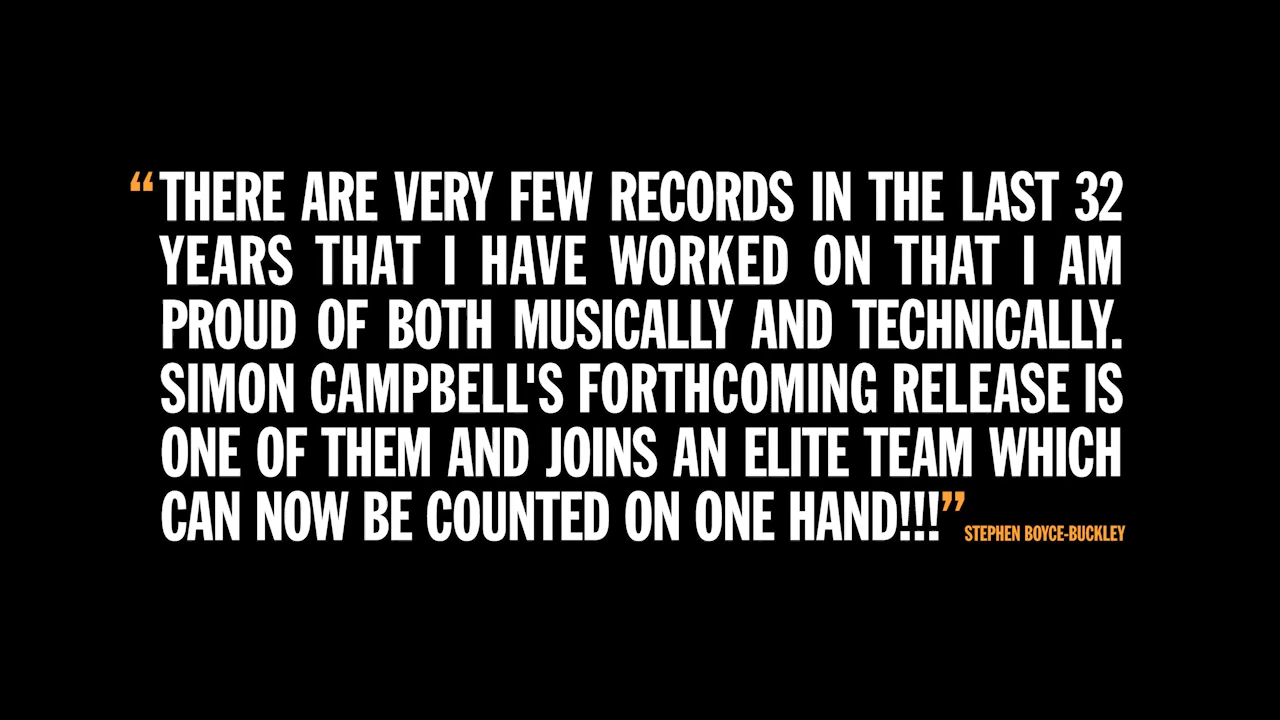 “THERE ARE VERY FEW RECORDS IN THE LAST 32
YEARS THAT I HAVE WORKED ON THAT I AM
PROUD OF BOTH MUSICALLY AND TECHNICALLY.
SIMON CAMPBELL'S FORTHCOMING RELEASE IS
ONE OF THEM AND JOINS AN ELITE TEAM WHICH
CAN NOW BE COUNTED ON ONE HAND!!!”
STEPHEN BOYCE-BUCKLEY